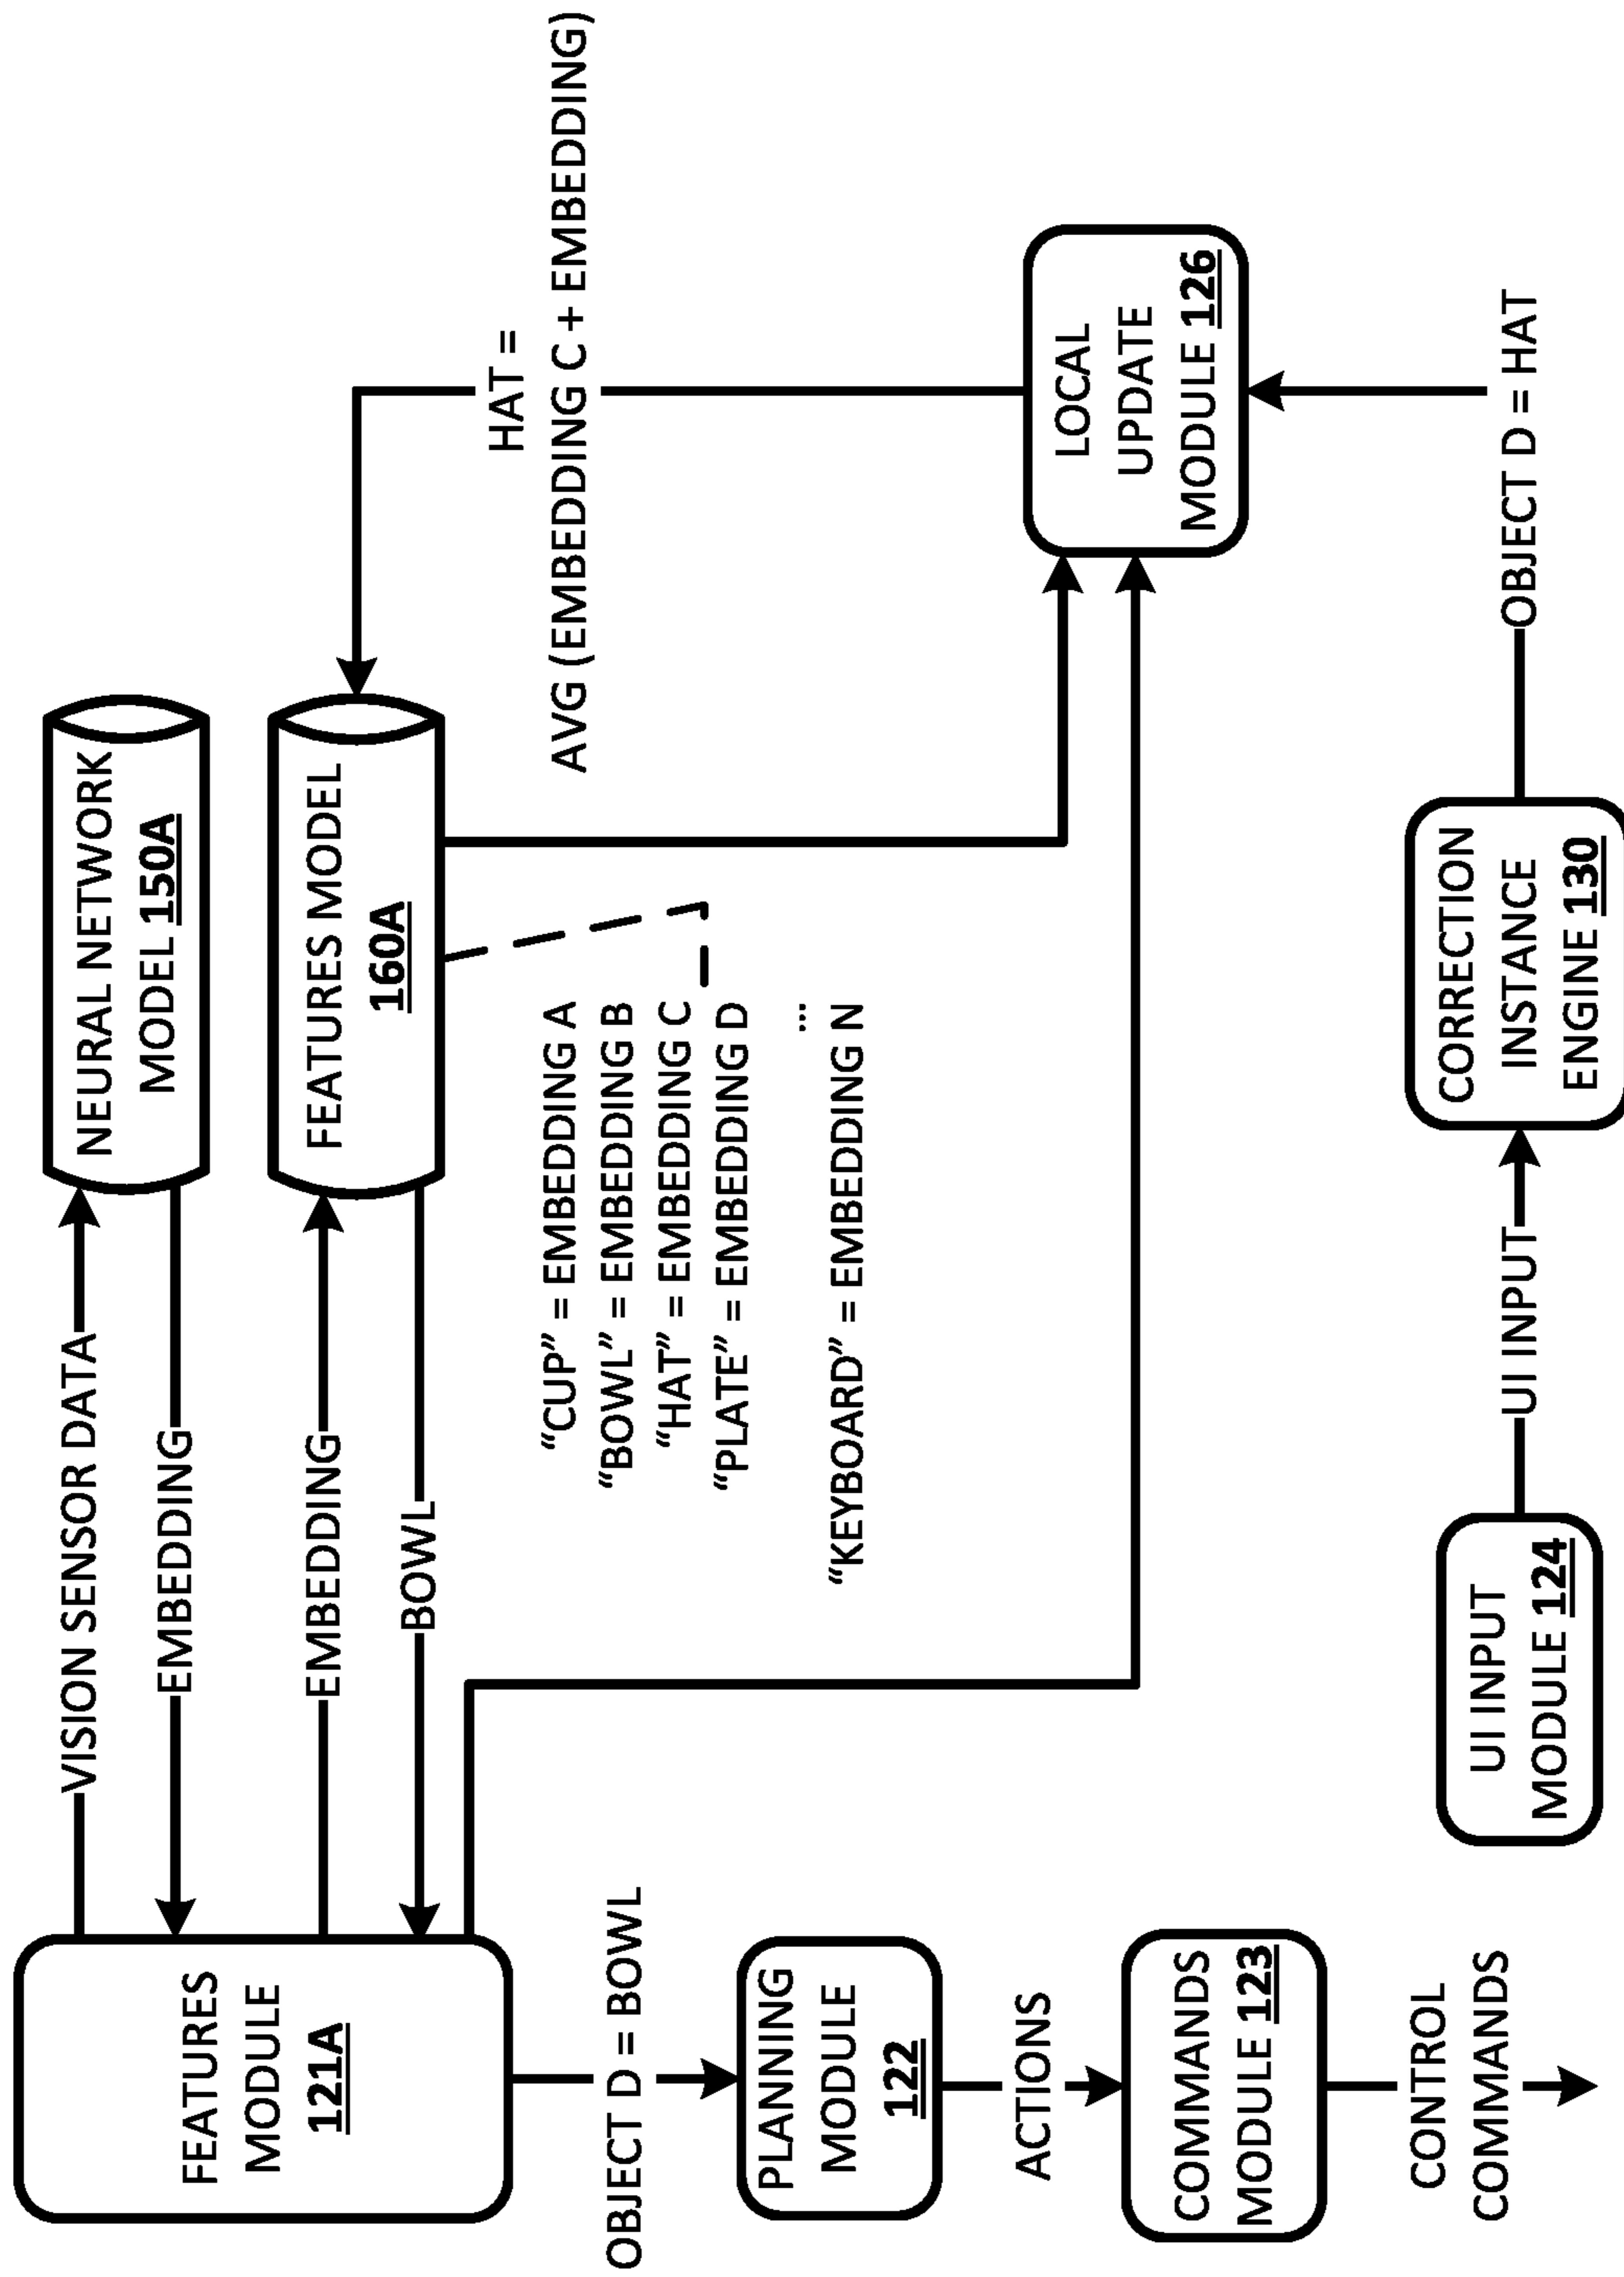 FEATURES
MODULE
121A
VISION SENSOR DATA
EMBEDDING
EMBEDDING
BOWL
NEURAL NETWORK
MODEL 150A
FEATURES MODEL
160A
"CUP" = EMBEDDING A
"BOWL" = EMBEDDING B
"HAT" = EMBEDDING C
"PLATE" = EMBEDDING D
...
"KEYBOARD" = EMBEDDING N
HAT =
AVG (EMBEDDING C + EMBEDDING)
OBJECT D = BOWL
PLANNING
MODULE
122
ACTIONS
COMMANDS
MODULE 123
CONTROL
COMMANDS
LOCAL
UPDATE
MODULE 126
UI INPUT
MODULE 124
UI INPUT
CORRECTION
INSTANCE
ENGINE 130
OBJECT D = HAT